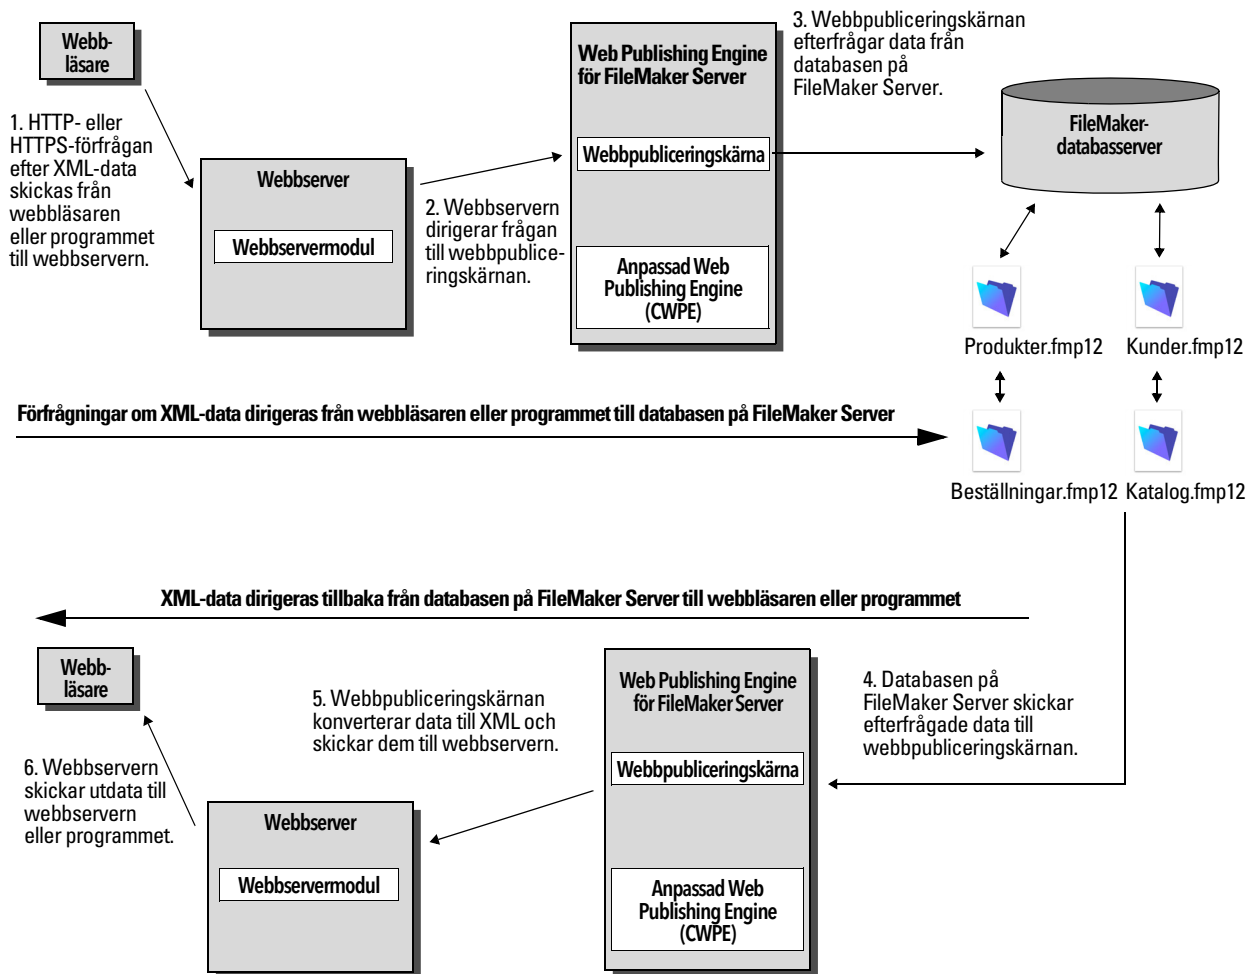 Webb-
läsare
1. HTTP- eller
HTTPS-förfrågan
efter XML-data
skickas från
webbläsaren
eller programmet
till webbservern.
Webbserver
Webbservermodul
2. Webbservern
dirigerar frågan
till webbpublice-
ringskärnan.
Web Publishing Engine
för FileMaker Server
Webbpubliceringskärna
Anpassad Web
Publishing Engine
(CWPE)
3. Webbpubliceringskärnan
efterfrågar data från
databasen på
FileMaker Server.
FileMaker-
databasserver
Produkter.fmp12
Kunder.fmp12
Beställningar.fmp12
Katalog.fmp12
Förfrågningar om XML-data dirigeras från webbläsaren eller programmet till databasen på FileMaker Server
XML-data dirigeras tillbaka från databasen på FileMaker Server till webbläsaren eller programmet
4. Databasen på
FileMaker Server skickar
efterfrågade data till
webbpubliceringskärnan.
Web Publishing Engine
för FileMaker Server
Webbpubliceringskärna
Anpassad Web
Publishing Engine
(CWPE)
5. Webbpubliceringskärnan
konverterar data till XML och
skickar dem till webbservern.
Webbserver
Webbservermodul
6. Webbservern
skickar utdata till
webbservern
eller programmet.
Webb-
läsare